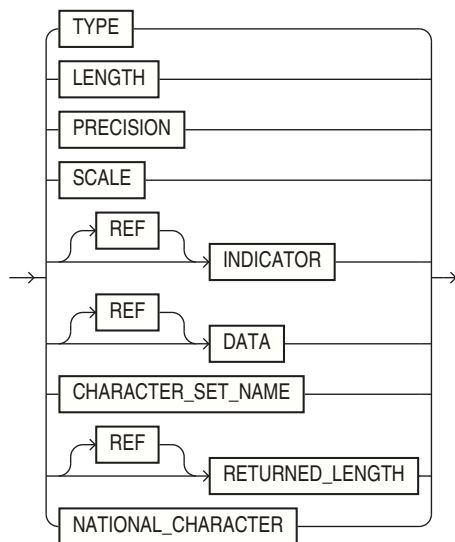 TYPE
LENGTH
PRECISION
SCALE
REF
INDICATOR
REF
DATA
CHARACTER_SET_NAME
REF
RETURNED_LENGTH
NATIONAL_CHARACTER